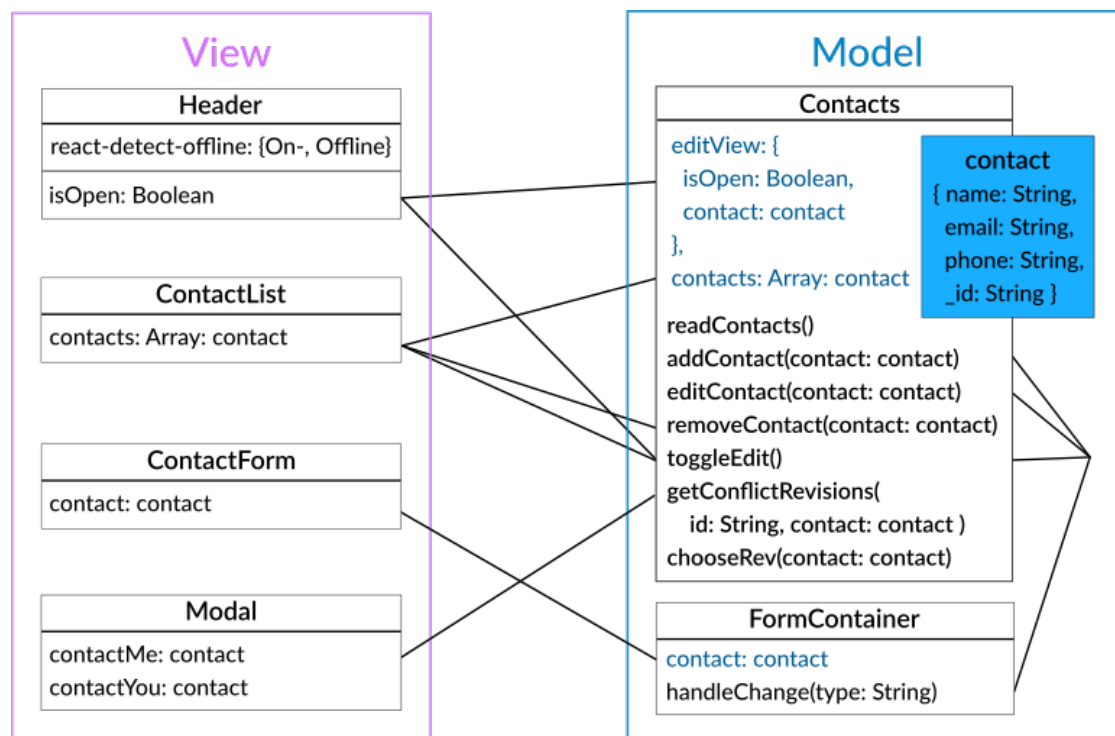 View
Header
react-detect-offline: {On-, Offline}
isOpen: Boolean
ContactList
contacts: Array: contact
ContactForm
contact: contact
Modal
contactMe: contact
contactYou: contact
Model
Contacts
editView: {
isOpen: Boolean,
contact: contact
},
contacts: Array: contact
readContacts()
addContact(contact: contact)
editContact(contact: contact)
removeContact(contact: contact)
toggleEdit()
getConflictRevisions(
id: String, contact: contact )
chooseRev(contact: contact)
contact
{ name: String,
email: String,
phone: String,
_id: String }
FormContainer
contact: contact
handleChange(type: String)